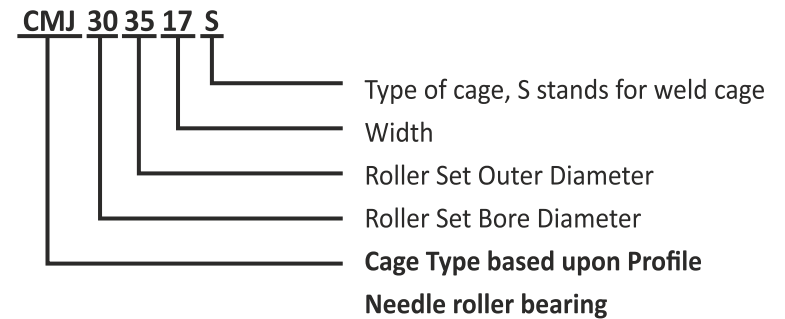 CMJ 30 35 17 S
Type of cage, S stands for weld cage
Width
Roller Set Outer Diameter
Roller Set Bore Diameter
Cage Type based upon Profile
Needle roller bearing